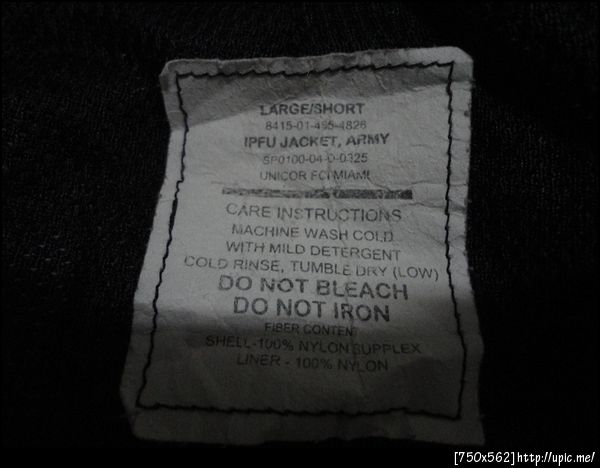 LARGE/SHORT
8415-01-465-4826
IPFU JACKET, ARMY
SP0100-04-D-0325
UNICOR FCI MIAMI
CARE INSTRUCTIONS
MACHINE WASH COLD
WITH MILD DETERGENT
COLD RINSE, TUMBLE DRY (LOW)
DO NOT BLEACH
DO NOT IRON
FIBER CONTENT
SHELL-100% NYLON SUPPLEX
LINER - 100% NYLON
[750x562]http://upic.me/